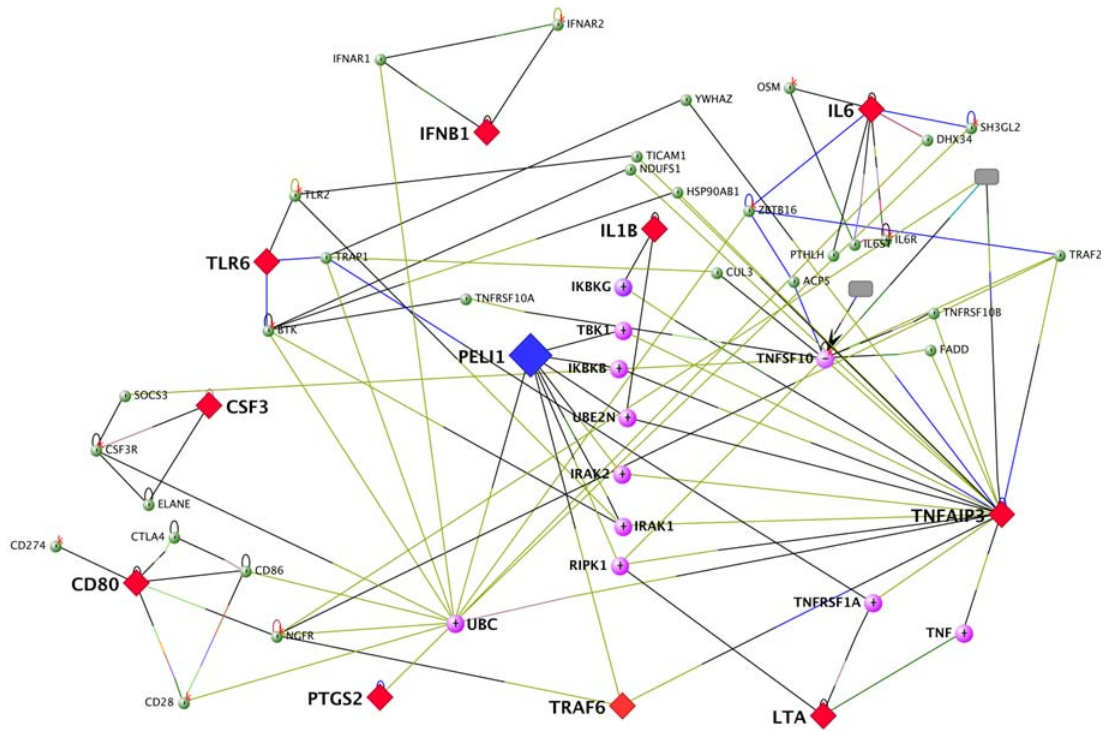 IFNAR2
IFNAR1
OSM
YWHAZ
IL6
IFNB1
SH3GL2
DHX34
TICAM1
NDUFS1
HSP90AB1
TLR2
ZBTB16
IL1B
IL6ST
IL6R
PTHLH
TRAF2
TLR6
TRAP1
CUL3
ACP5
IKBKG
TNFRSF10A
TNFRSF10B
BTK
TBK1
PELI1
TNFSF10
FADD
IKBKB
SOCS3
CSF3
UBE2N
CSF3R
IRAK2
ELANE
TNFAIP3
IRAK1
CTLA4
CD274
CD86
RIPK1
CD80
TNFRSF1A
UBC
NGFR
TNF
CD28
PTGS2
TRAF6
LTA